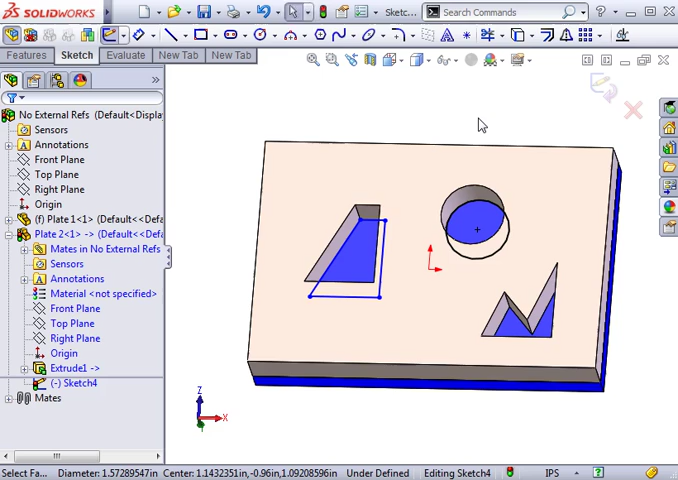 SOLIDWORKS
Sketc...
Search Commands
Features
Sketch
Evaluate
New Tab
New Tab
No External Refs (Default<Displa
Sensors
Annotations
Front Plane
Top Plane
Right Plane
Origin
(f) Plate 1<1> (Default<<Defa
Plate 2<1> -> (Default<<Defa
Mates in No External Refs
Sensors
Annotations
Material <not specified>
Front Plane
Top Plane
Right Plane
Origin
Extrude1 ->
(-) Sketch4
Mates
Z
X
Y
Select Fa...
Diameter: 1.57289547in
Center: 1.1432351in,-0.96in,1.09208596in
Under Defined
Editing Sketch4
IPS